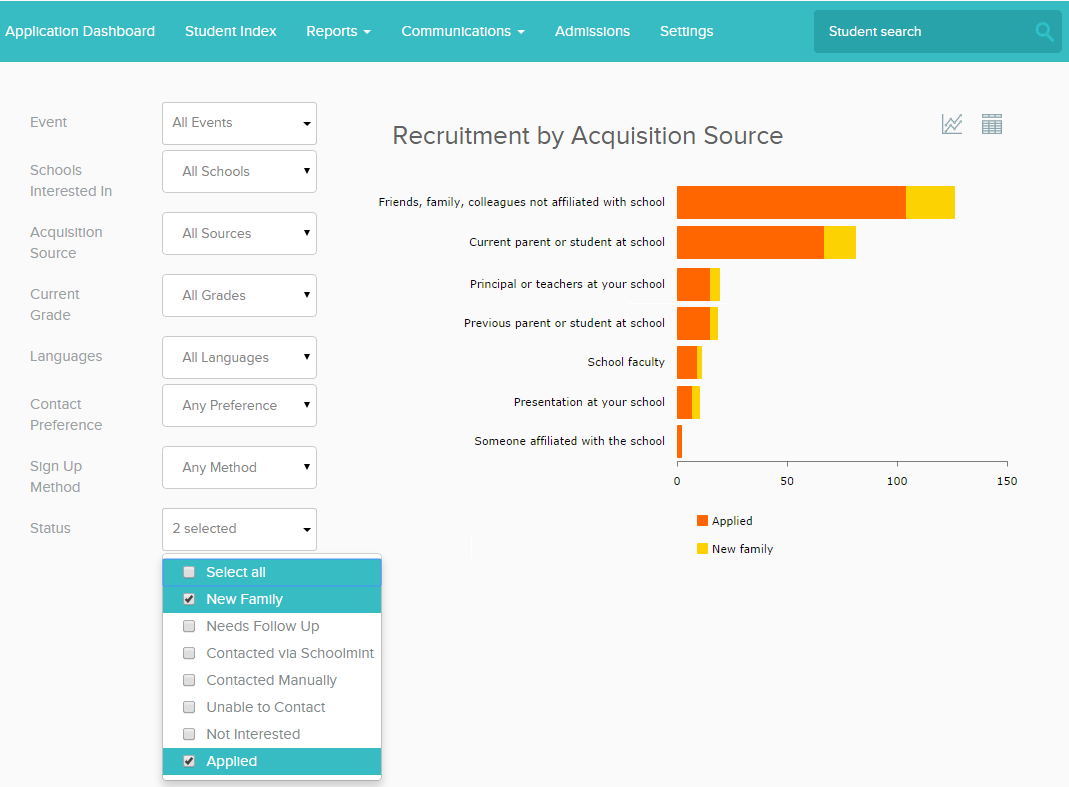 Application Dashboard Student Index Reports Communications Admissions Settings Student search
Event
All Events
Schools
Interested In
All Schools
Acquisition
Source
All Sources
Current
Grade
All Grades
Languages
All Languages
Contact
Preference
Any Preference
Sign Up
Method
Any Method
Status
2 selected
Select all
New Family
Needs Follow Up
Contacted via Schoolmint
Contacted Manually
Unable to Contact
Not Interested
Applied
Recruitment by Acquisition Source
Friends, family, colleagues not affiliated with school
Current parent or student at school
Principal or teachers at your school
Previous parent or student at school
School faculty
Presentation at your school
Someone affiliated with the school
0 50 100 150
Applied
New family